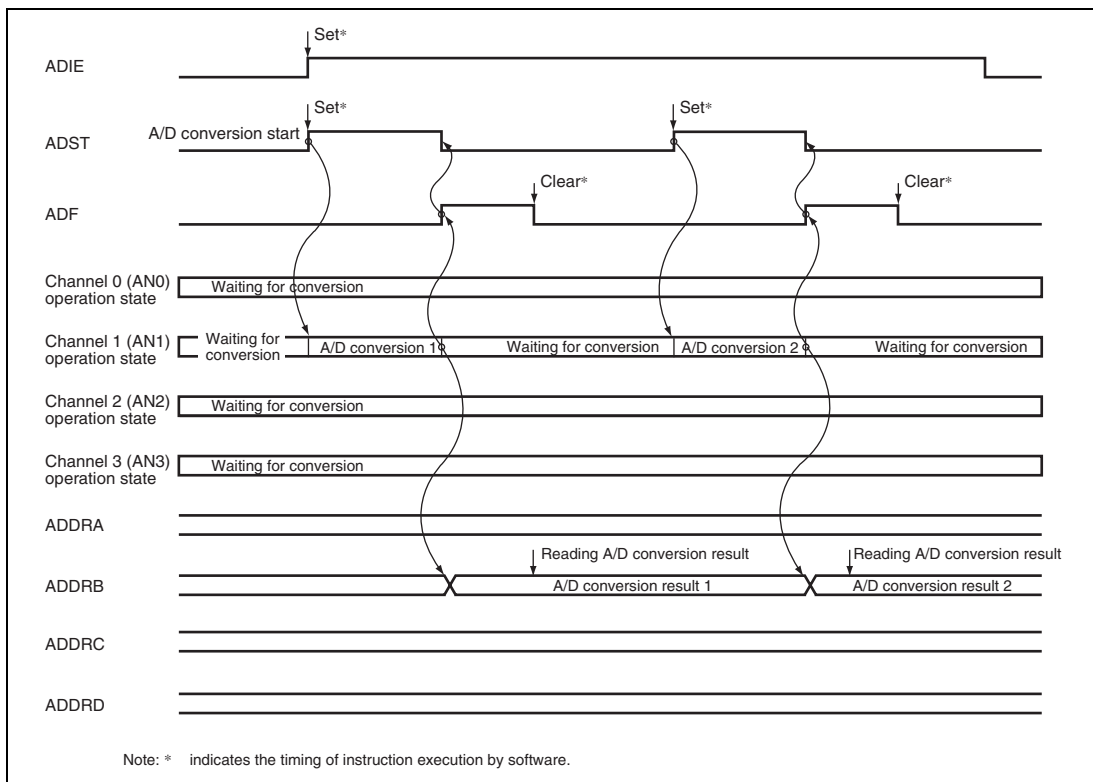 Set*
ADIE
Set*
Set*
A/D conversion start
ADST
Clear*
Clear*
ADF
Channel 0 (AN0)
operation state
Waiting for conversion
Channel 1 (AN1)
operation state
Waiting for
conversion
A/D conversion 1
Waiting for conversion
A/D conversion 2
Waiting for conversion
Channel 2 (AN2)
operation state
Waiting for conversion
Channel 3 (AN3)
operation state
Waiting for conversion
ADDRA
Reading A/D conversion result
Reading A/D conversion result
ADDRB
A/D conversion result 1
A/D conversion result 2
ADDRC
ADDRD
Note: * indicates the timing of instruction execution by software.